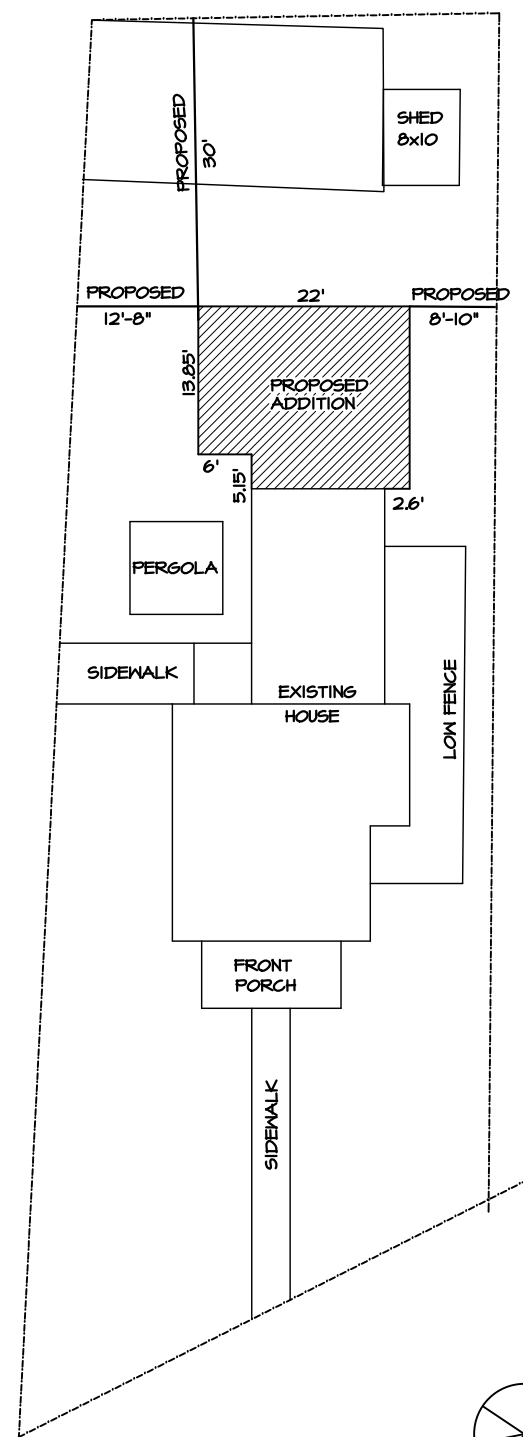 PROPOSED
30'
SHED
8x10
PROPOSED
22'
PROPOSED
12'-8"
8'-10"
13.85'
PROPOSED
ADDITION
6'
5.15'
2.6'
PERGOLA
SIDEWALK
EXISTING
HOUSE
LOW FENCE
FRONT
PORCH
SIDEWALK